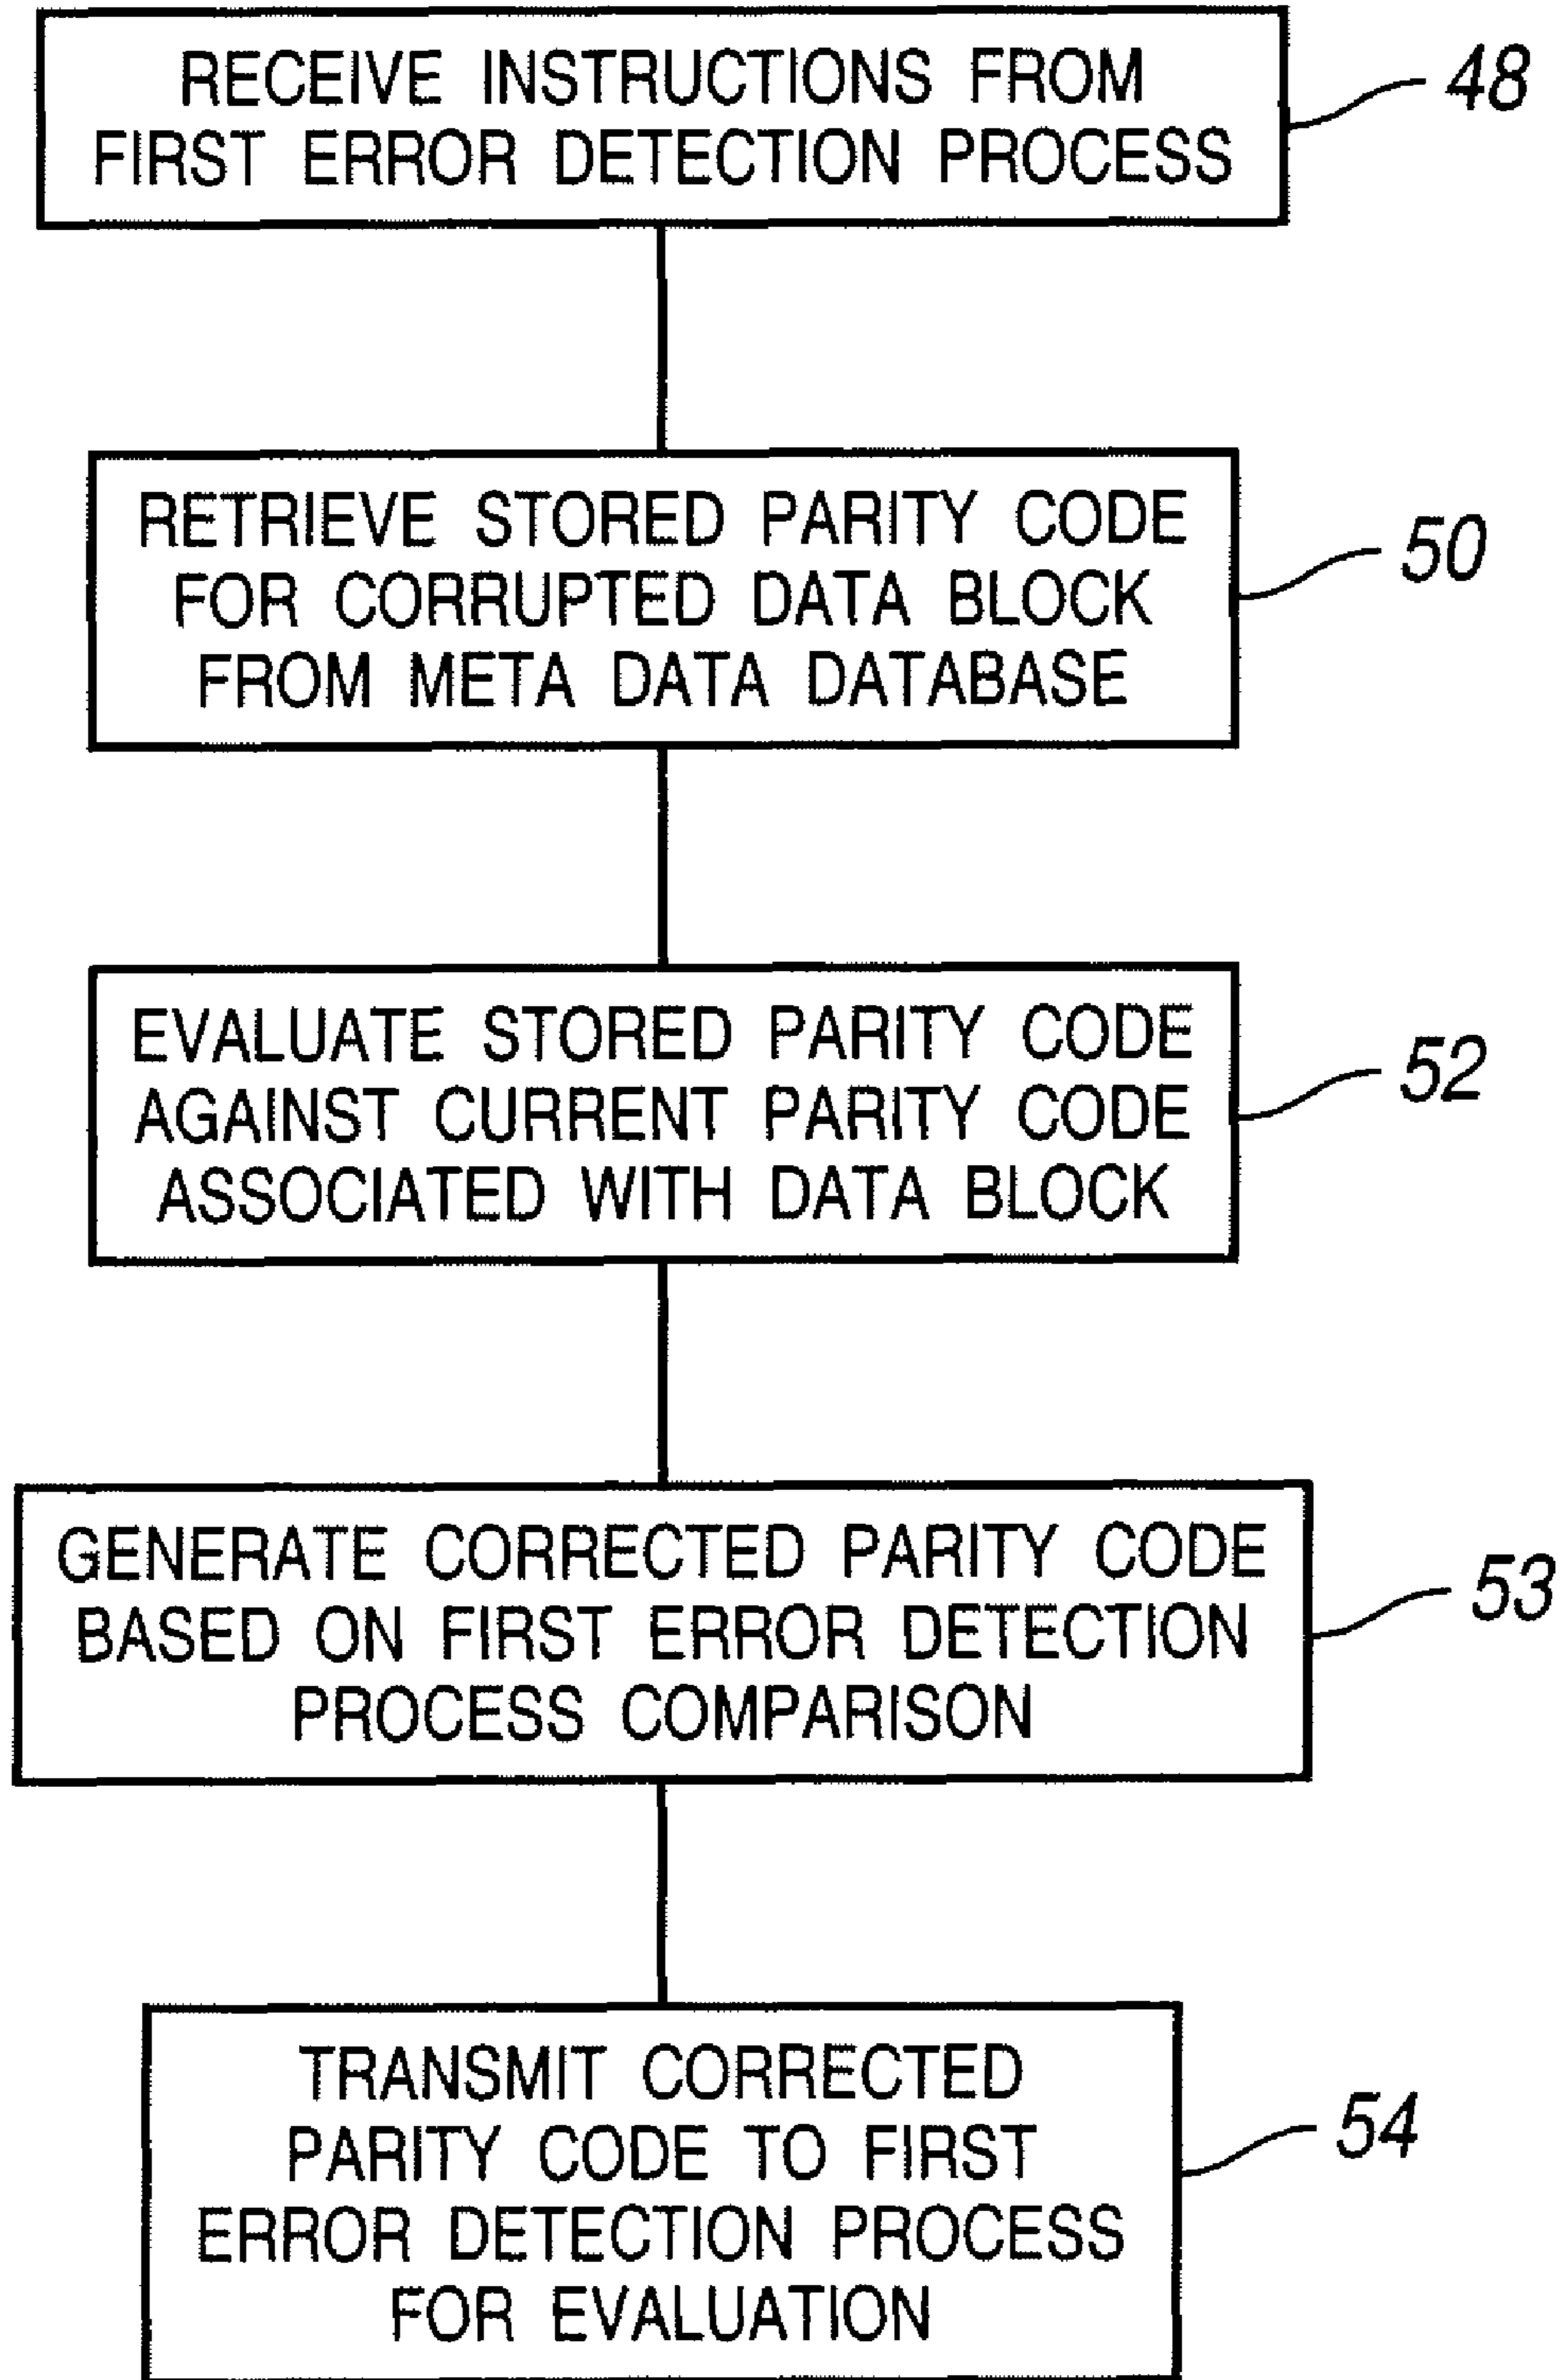 RECEIVE INSTRUCTIONS FROM
FIRST ERROR DETECTION PROCESS
48
RETRIEVE STORED PARITY CODE
FOR CORRUPTED DATA BLOCK
FROM META DATA DATABASE
50
EVALUATE STORED PARITY CODE
AGAINST CURRENT PARITY CODE
ASSOCIATED WITH DATA BLOCK
52
GENERATE CORRECTED PARITY CODE
BASED ON FIRST ERROR DETECTION
PROCESS COMPARISON
53
TRANSMIT CORRECTED
PARITY CODE TO FIRST
ERROR DETECTION PROCESS
FOR EVALUATION
54